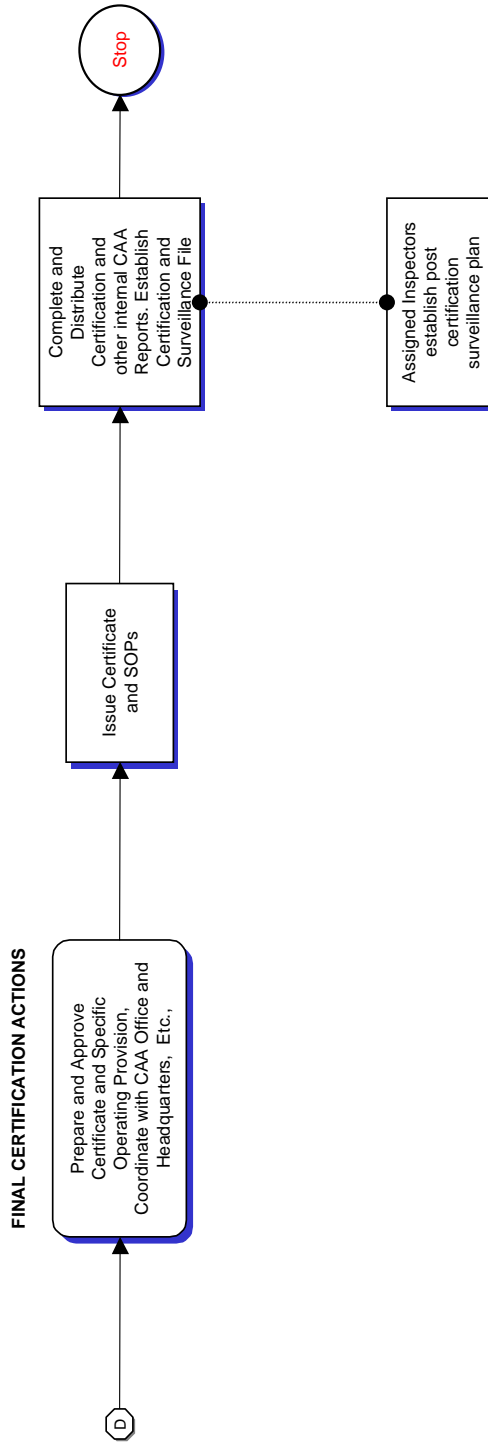 FINAL CERTIFICATION ACTIONS
D
Prepare and Approve
Certificate and Specific
Operating Provision,
Coordinate with CAA Office and
Headquarters, Etc.,
Issue Certificate
and SOPs
Complete and
Distribute
Certification and
other internal CAA
Reports. Establish
Certification and
Surveillance File
Stop
Assigned Inspectors
establish post
certification
surveillance plan